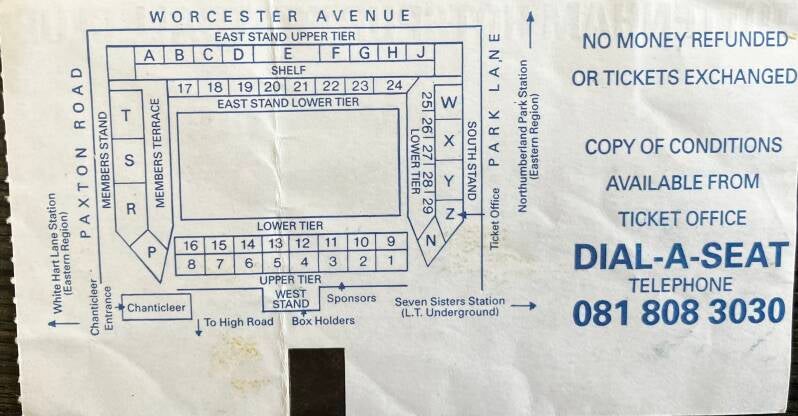 WORCESTER AVENUE
EAST STAND UPPER TIER
A B C D E F G H J
SHELF
17 18 19 20 21 22 23 24
EAST STAND LOWER TIER
PAXTON ROAD
MEMBERS STAND
T
S
R
P
MEMBERS TERRACE
25 26 27 28 29
LOWER TIER
W
X
Y
Z
N
SOUTH STAND
PARK LANE
Ticket Office
Northumberland Park Station
(Eastern Region)
White Hart Lane Station
(Eastern Region)
LOWER TIER
16 15 14 13 12 11 10 9
8 7 6 5 4 3 2 1
UPPER TIER
WEST
STAND
Chanticleer
Entrance
Chanticleer
To High Road
Box Holders
Sponsors
Seven Sisters Station
(L.T. Underground)
NO MONEY REFUNDED
OR TICKETS EXCHANGED
COPY OF CONDITIONS
AVAILABLE FROM
TICKET OFFICE
DIAL-A-SEAT
TELEPHONE
081 808 3030